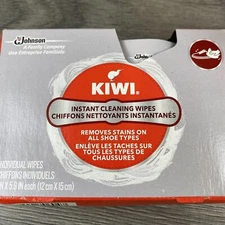 Johnson
A Family Company
Une Entreprise Familiale
KIWI
INSTANT CLEANING WIPES
CHIFFONS NETTOYANTS INSTANTANÉS
REMOVES STAINS ON
ALL SHOE TYPES
ENLÈVE LES TACHES SUR
TOUS LES TYPES DE
CHAUSSURES
INDIVIDUAL WIPES
CHIFFONS INDIVIDUELS
IN X 5.9 IN each (12 cm X 15 cm)